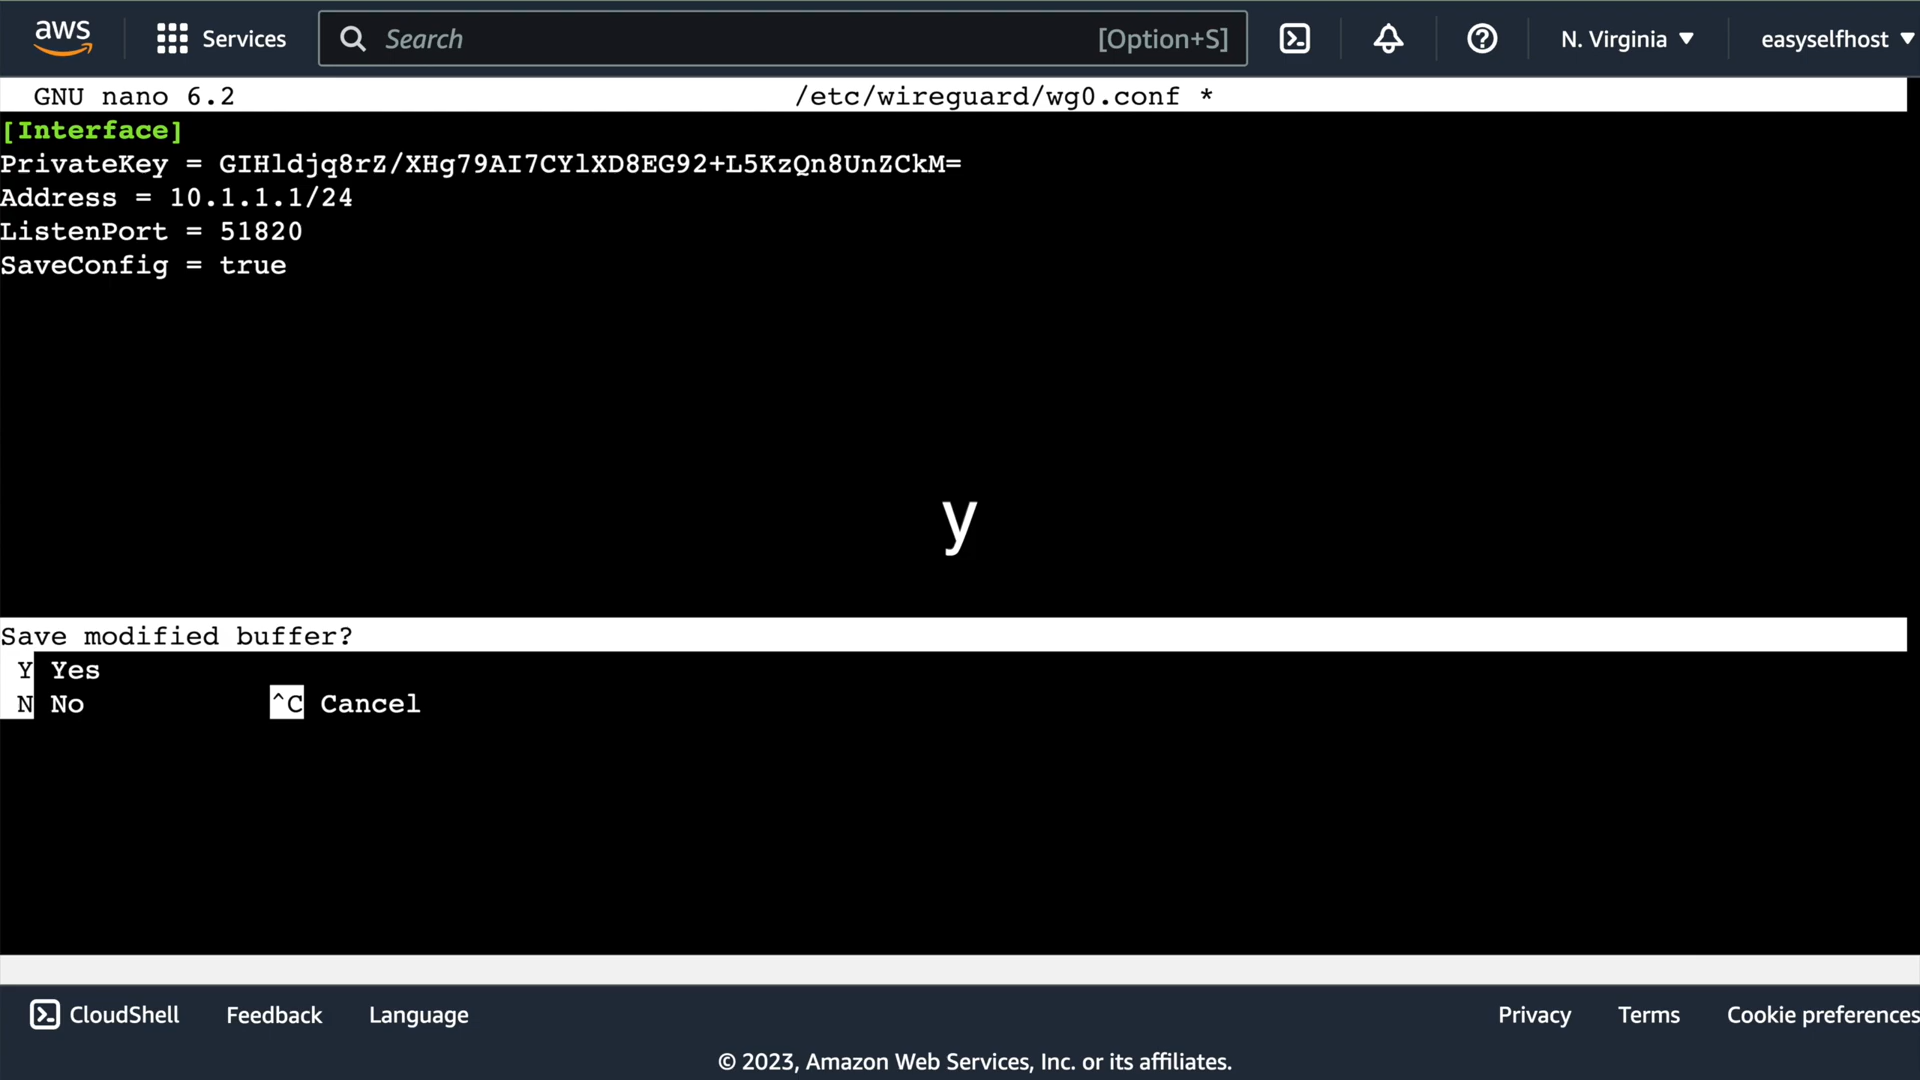 aws Services Search [Option+S] N. Virginia easyselfhost
GNU nano 6.2 /etc/wireguard/wg0.conf *
[Interface]
PrivateKey = GIHldjq8rZ/XHg79AI7CYlXD8EG92+L5KzQn8UnZCkM=
Address = 10.1.1.1/24
ListenPort = 51820
SaveConfig = true
y
Save modified buffer?
Y Yes
N No ^C Cancel
CloudShell Feedback Language Privacy Terms Cookie preferences
© 2023, Amazon Web Services, Inc. or its affiliates.